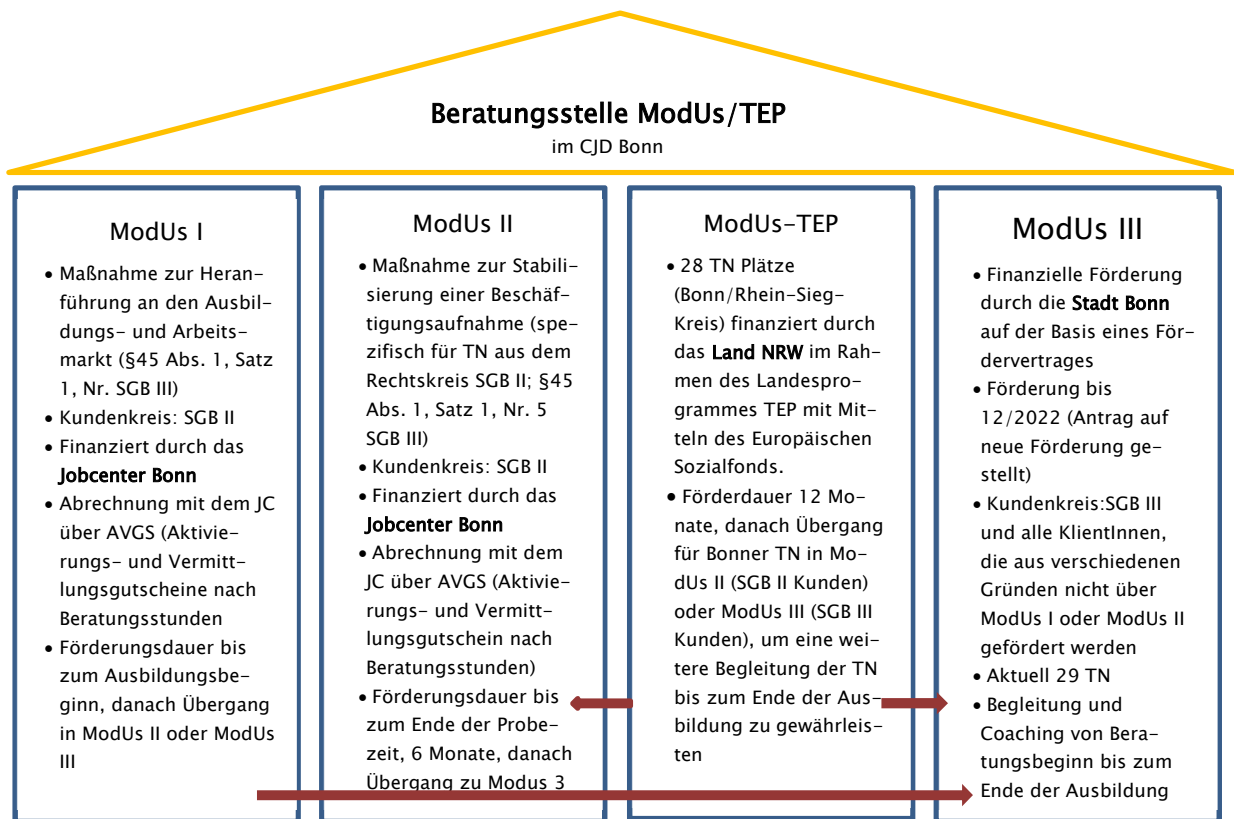 Beratungsstelle ModUs/TEP
im CJD Bonn
ModUs I
• Maßnahme zur Heran-
führung an den Ausbil-
dungs- und Arbeits-
markt (§45 Abs. 1, Satz
1, Nr. SGB III)
• Kundenkreis: SGB II
• Finanziert durch das
Jobcenter Bonn
• Abrechnung mit dem JC
über AVGS (Aktivie-
rungs- und Vermitt-
lungsgutscheine nach
Beratungsstunden
• Förderungsdauer bis
zum Ausbildungsbe-
ginn, danach Übergang
in ModUs II oder ModUs
III
ModUs II
• Maßnahme zur Stabili-
sierung einer Beschäf-
tigungsaufnahme (spe-
zifisch für TN aus dem
Rechtskreis SGB II; §45
Abs. 1, Satz 1, Nr. 5
SGB III)
• Kundenkreis: SGB II
• Finanziert durch das
Jobcenter Bonn
• Abrechnung mit dem
JC über AVGS (Aktivie-
rungs- und Vermitt-
lungsgutschein nach
Beratungsstunden)
• Förderungsdauer bis
zum Ende der Probe-
zeit, 6 Monate, danach
Übergang zu Modus 3
ModUs-TEP
• 28 TN Plätze
(Bonn/Rhein-Sieg-
Kreis) finanziert durch
das Land NRW im Rah-
men des Landespro-
grammes TEP mit Mit-
teln des Europäischen
Sozialfonds.
• Förderdauer 12 Mo-
nate, danach Übergang
für Bonner TN in Mo-
dUs II (SGB II Kunden)
oder ModUs III (SGB III
Kunden), um eine wei-
tere Begleitung der TN
bis zum Ende der Aus-
bildung zu gewährleis-
ten
ModUs III
• Finanzielle Förderung
durch die Stadt Bonn
auf der Basis eines För-
dervertrages
• Förderung bis
12/2022 (Antrag auf
neue Förderung ge-
stellt)
• Kundenkreis:SGB III
und alle KlientInnen,
die aus verschiedenen
Gründen nicht über
ModUs I oder ModUs II
gefördert werden
• Aktuell 29 TN
• Begleitung und
Coaching von Bera-
tungsbeginn bis zum
Ende der Ausbildung